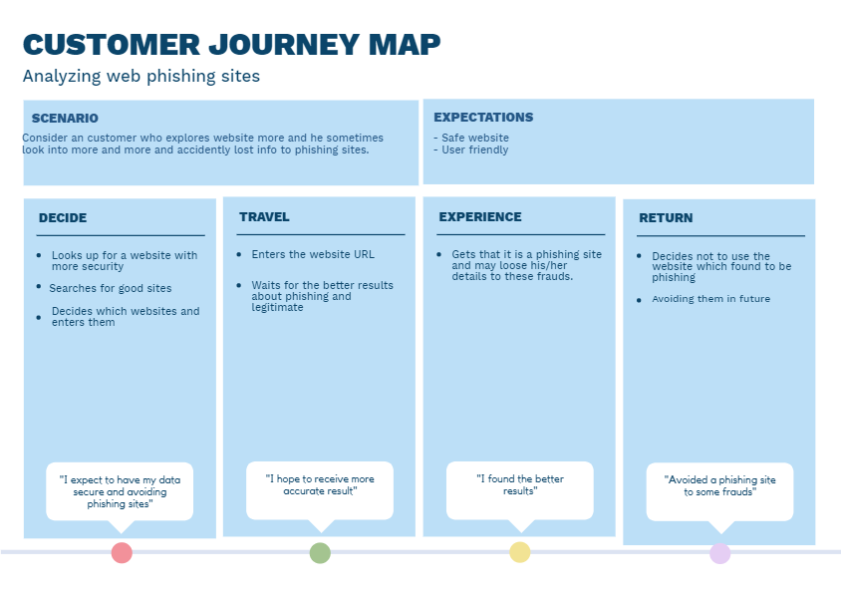 CUSTOMER JOURNEY MAP
Analyzing web phishing sites
SCENARIO
Consider an customer who explores website more and he sometimes
look into more and more and accidently lost info to phishing sites.
EXPECTATIONS
- Safe website
- User friendly
DECIDE
• Looks up for a website with
more security
• Searches for good sites
• Decides which websites and
enters them
"I expect to have my data
secure and avoiding
phishing sites"
TRAVEL
• Enters the website URL
• Waits for the better results
about phishing and
legitimate
"I hope to receive more
accurate result"
EXPERIENCE
• Gets that it is a phishing site
and may loose his/her
details to these frauds.
"I found the better
results"
RETURN
• Decides not to use the
website which found to be
phishing
• Avoiding them in future
"Avoided a phishing site
to some frauds"